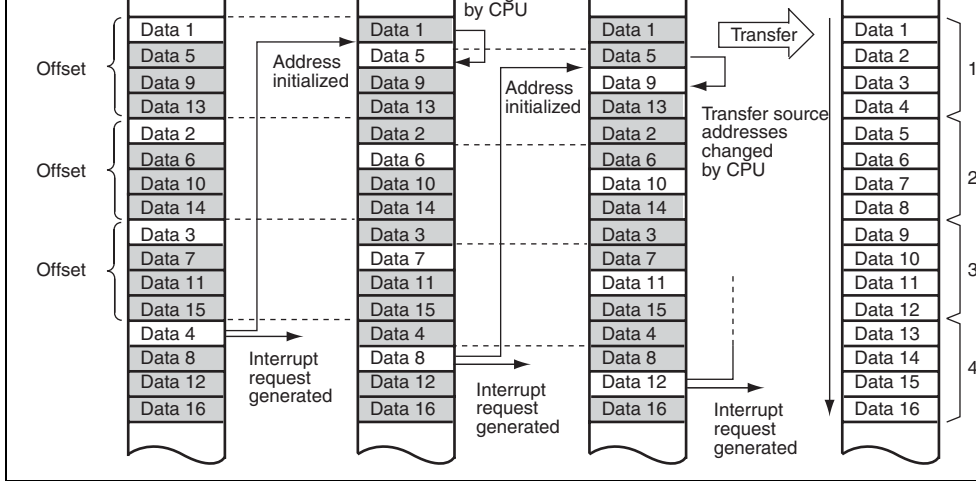 by CPU
Data 1
Data 5
Data 9
Data 13
Data 2
Data 6
Data 10
Data 14
Data 3
Data 7
Data 11
Data 15
Data 4
Data 8
Data 12
Data 16
Offset
Offset
Offset
Address
initialized
Interrupt
request
generated
Data 1
Data 5
Data 9
Data 13
Data 2
Data 6
Data 10
Data 14
Data 3
Data 7
Data 11
Data 15
Data 4
Data 8
Data 12
Data 16
Address
initialized
Interrupt
request
generated
Data 1
Data 5
Data 9
Data 13
Data 2
Data 6
Data 10
Data 14
Data 3
Data 7
Data 11
Data 15
Data 4
Data 8
Data 12
Data 16
Transfer
Transfer source
addresses
changed
by CPU
Interrupt
request
generated
Data 1
Data 2
Data 3
Data 4
Data 5
Data 6
Data 7
Data 8
Data 9
Data 10
Data 11
Data 12
Data 13
Data 14
Data 15
Data 16
1
2
3
4